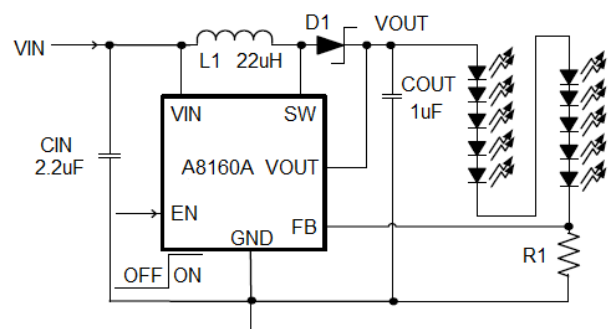 D1
VIN
VOUT
L1 22uH
VIN
SW
COUT
1uF
CIN
2.2uF
A8160A
VOUT
EN
FB
GND
OFF
ON
R1